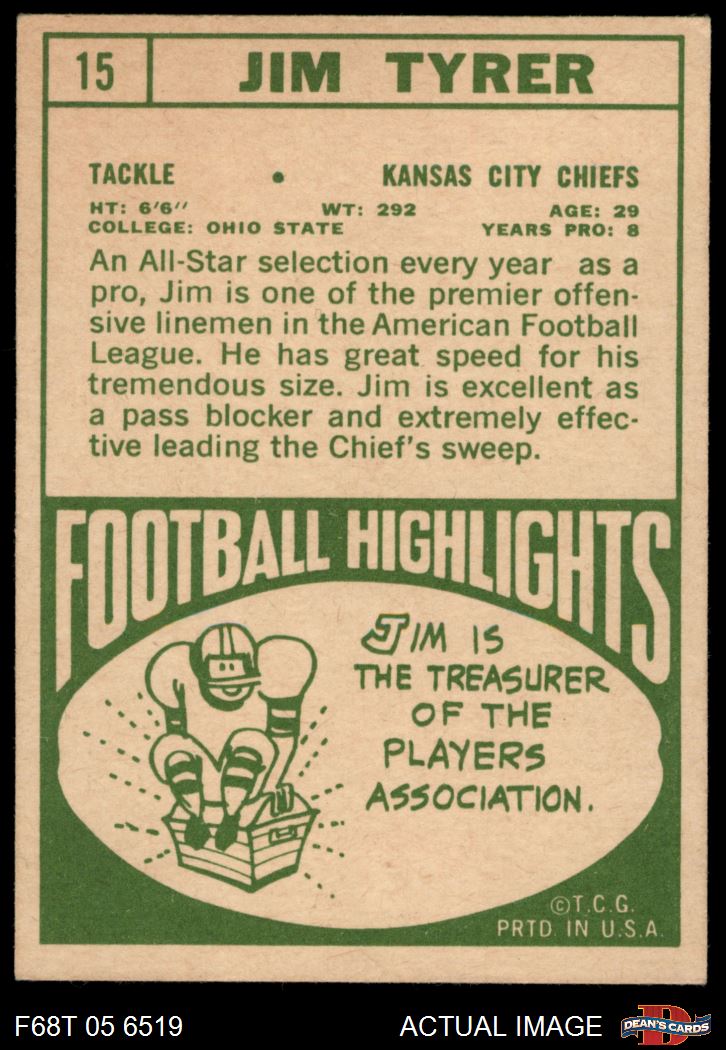 15 JIM TYRER
TACKLE • KANSAS CITY CHIEFS
HT: 6'6" WT: 292 AGE: 29
COLLEGE: OHIO STATE YEARS PRO: 8
An All-Star selection every year as a
pro, Jim is one of the premier offen-
sive linemen in the American Football
League. He has great speed for his
tremendous size. Jim is excellent as
a pass blocker and extremely effec-
tive leading the Chief's sweep.
FOOTBALL HIGHLIGHTS
JIM IS
THE TREASURER
OF THE
PLAYERS
ASSOCIATION.
©T.C.G.
PRTD. IN U.S.A.
F68T 05 6519 ACTUAL IMAGE D DEAN'S CARDS